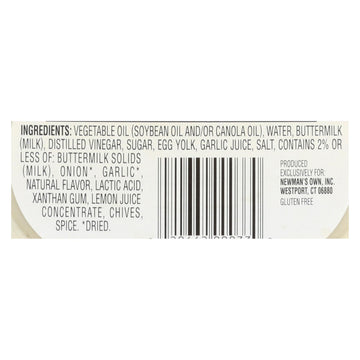 INGREDIENTS: VEGETABLE OIL (SOYBEAN OIL AND/OR CANOLA OIL), WATER, BUTTERMILK
(MILK), DISTILLED VINEGAR, SUGAR, EGG YOLK, GARLIC JUICE, SALT, CONTAINS 2% OR
LESS OF: BUTTERMILK SOLIDS
(MILK), ONION*, GARLIC*,
NATURAL FLAVOR, LACTIC ACID,
XANTHAN GUM, LEMON JUICE
CONCENTRATE, CHIVES,
SPICE. *DRIED.
PRODUCED
EXCLUSIVELY FOR:
NEWMAN'S OWN, INC.
WESTPORT, CT 06880
GLUTEN FREE